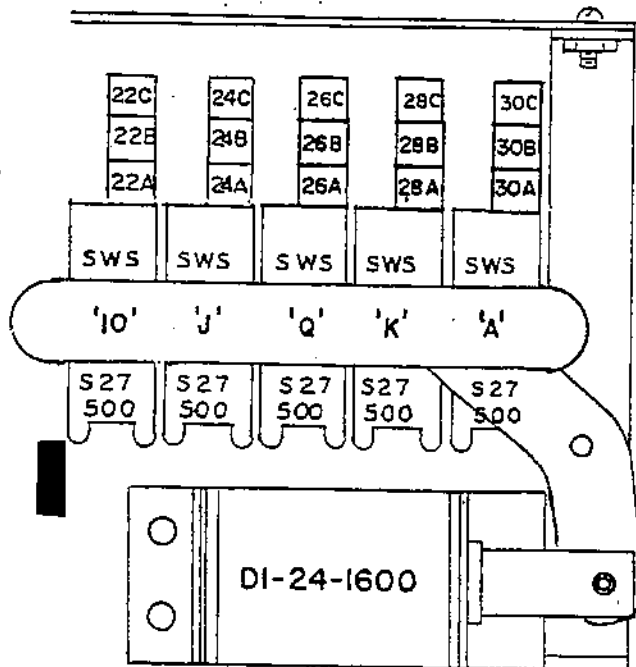 22C 24C 26C 28C 30C
22B 24B 26B 28B 30B
22A 24A 26A 28A 30A
SWS SWS SWS SWS SWS
'10' 'J' 'Q' 'K' 'A'
S27 S27 S27 S27 S27
500 500 500 500 500
D1-24-1600